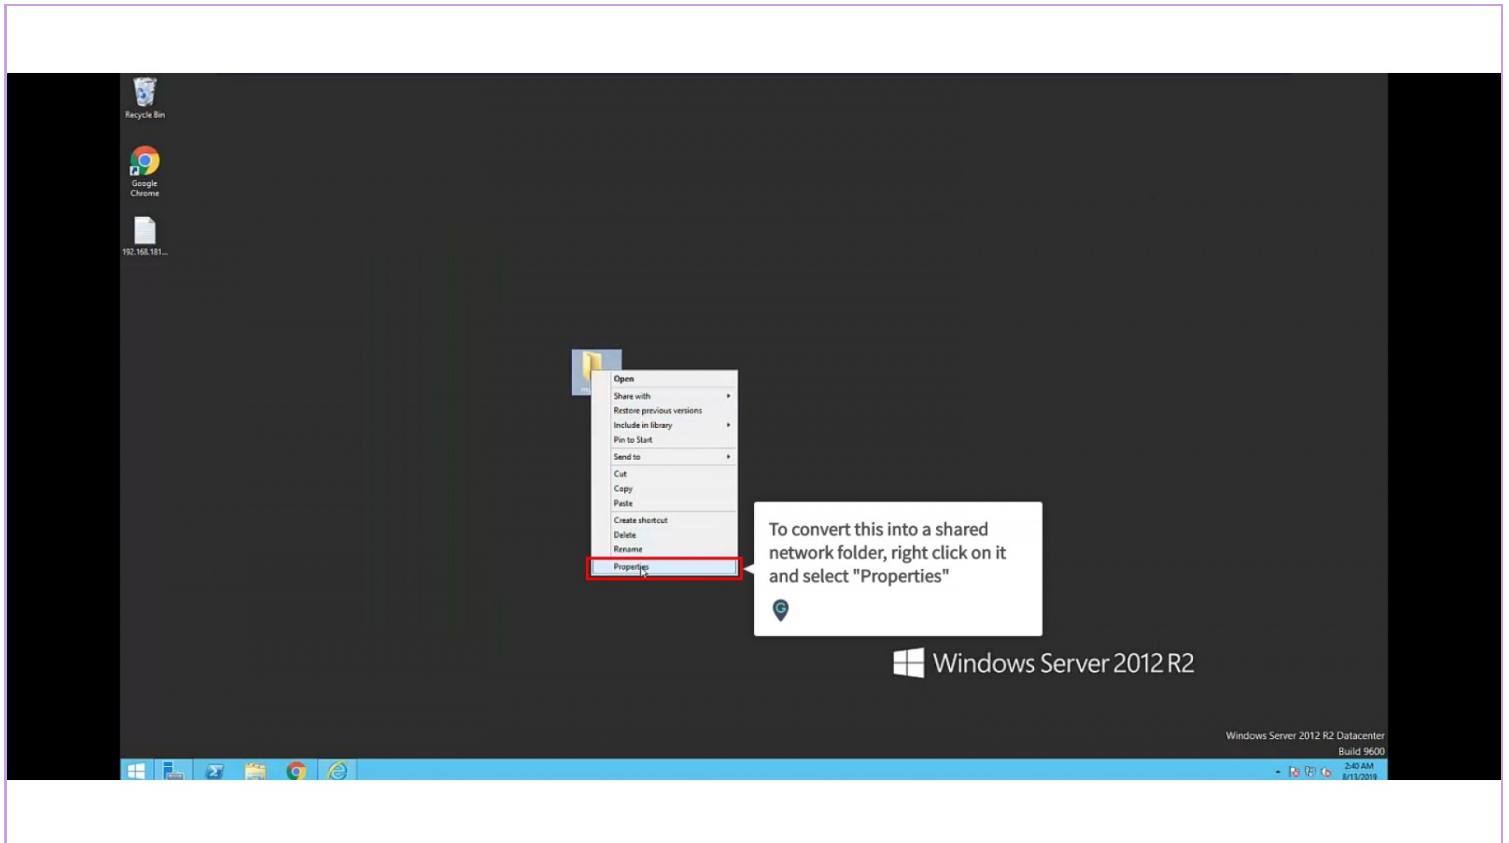 Recycle Bin
Google
Chrome
192.168.181...
Open
Share with
Restore previous versions
Include in library
Pin to Start
Send to
Cut
Copy
Paste
Create shortcut
Delete
Rename
Properties
To convert this into a shared
network folder, right click on it
and select "Properties"
Windows Server 2012 R2
Windows Server 2012 R2 Datacenter
Build 9600
2:40 AM
8/13/2019